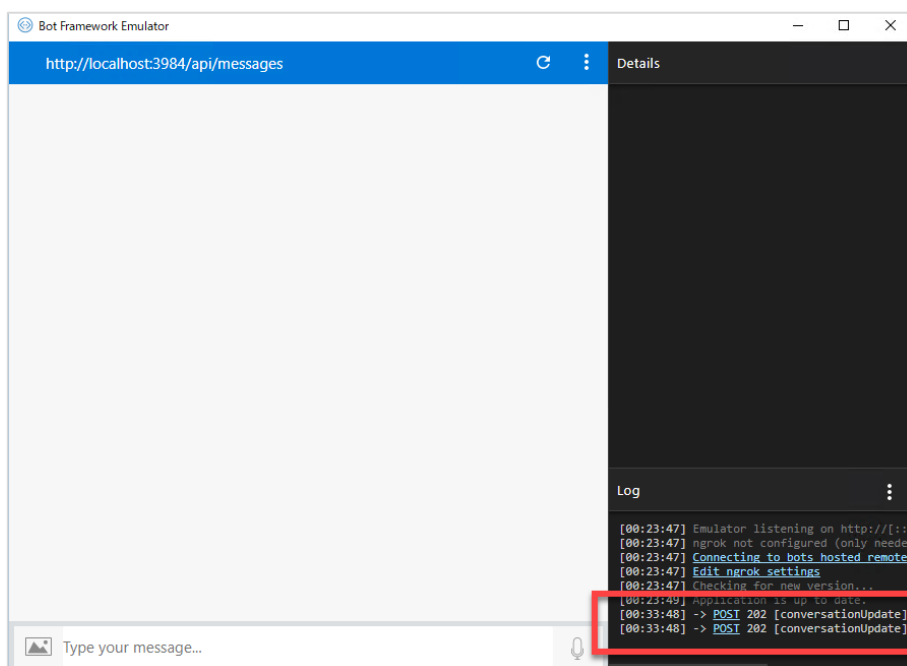 Bot Framework Emulator
http://localhost:3984/api/messages
Details
Log
[00:23:47] Emulator listening on http://[::
[00:23:47] ngrok not configured (only neede
[00:23:47] Connecting to bots hosted remote
[00:23:47] Edit ngrok settings
[00:23:47] Checking for new version...
[00:23:49] Application is up to date.
[00:33:48] -> POST 202 [conversationUpdate]
[00:33:48] -> POST 202 [conversationUpdate]
Type your message...